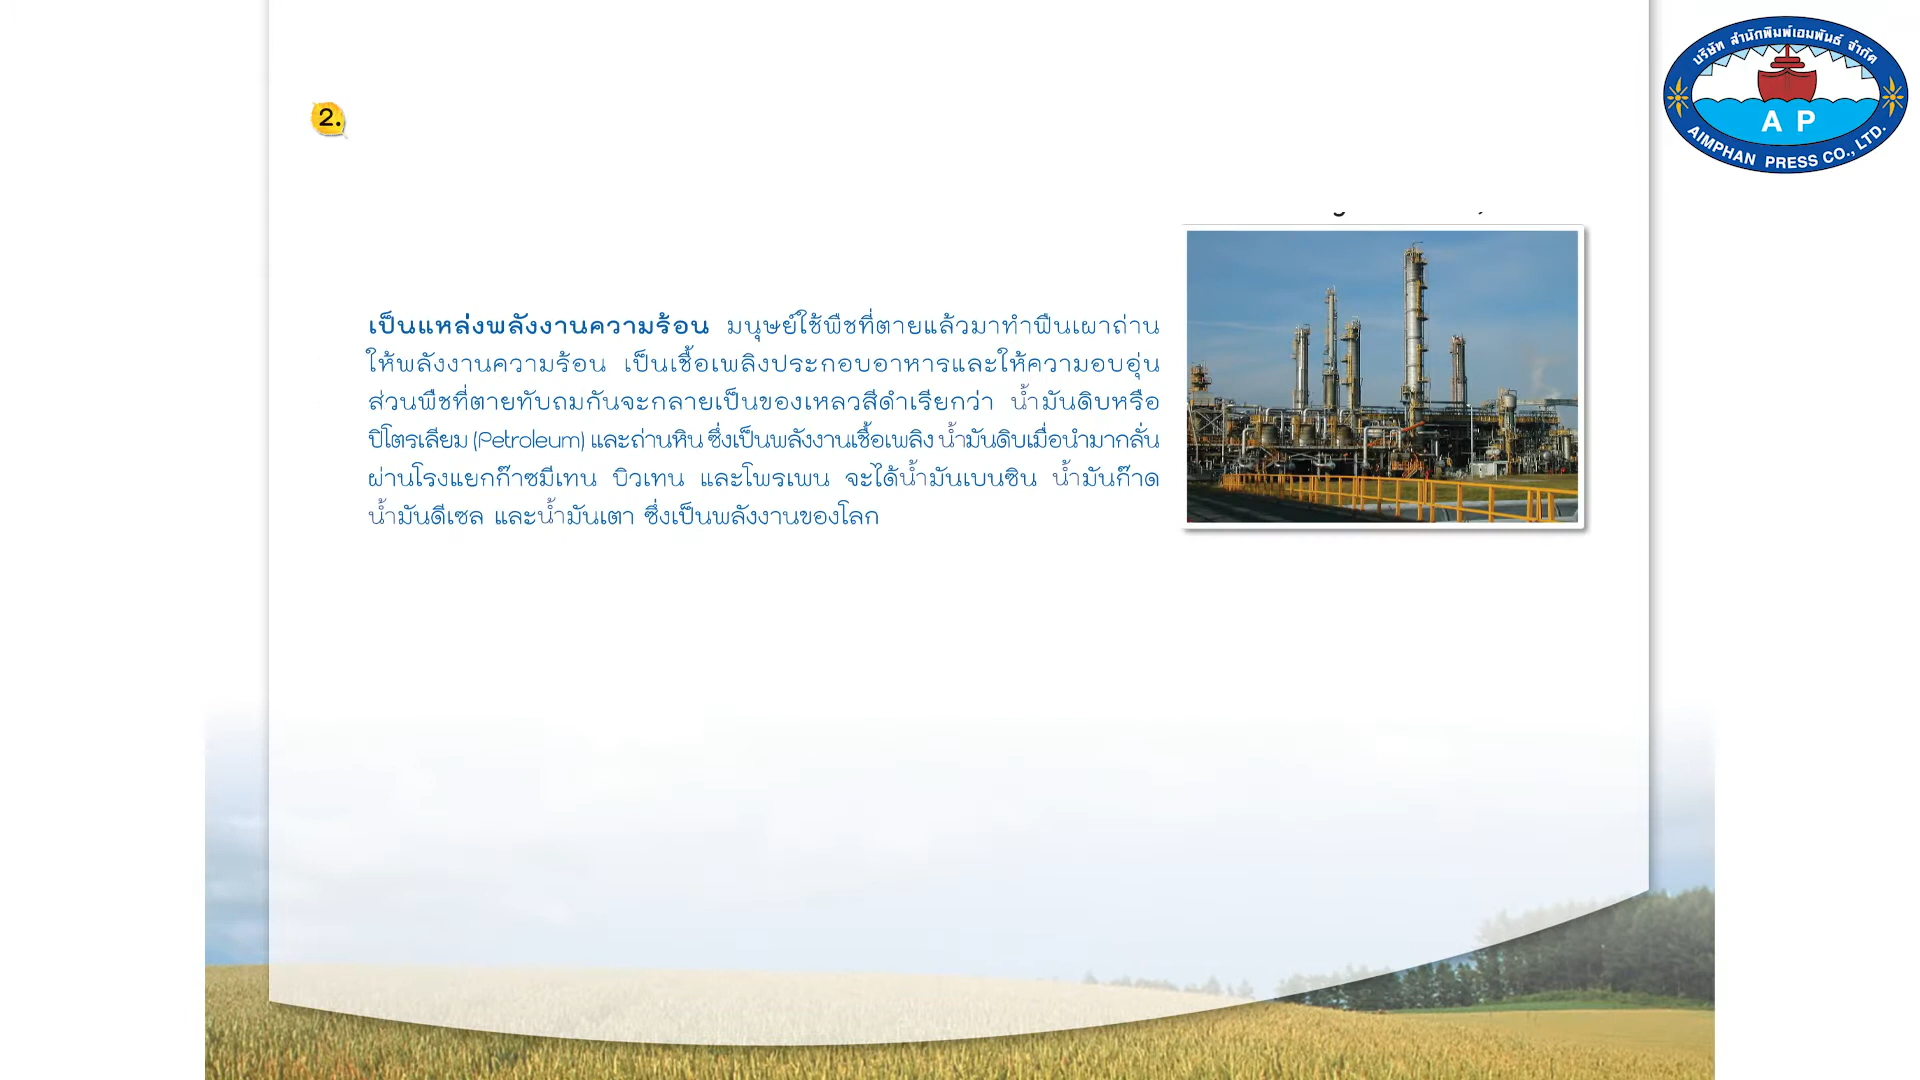 บริษัท สำนักพิมพ์เอมพันธ์ จำกัด
A P
AIMPHAN PRESS CO., LTD.
2.
เป็นแหล่งพลังงานความร้อน มนุษย์ใช้พืชที่ตายแล้วมาทำฟืนเผาถ่าน
ให้พลังงานความร้อน เป็นเชื้อเพลิงประกอบอาหารและให้ความอบอุ่น
ส่วนพืชที่ตายทับถมกันจะกลายเป็นของเหลวสีดำเรียกว่า น้ำมันดิบหรือ
ปิโตรเลียม (Petroleum) และถ่านหิน ซึ่งเป็นพลังงานเชื้อเพลิง น้ำมันดิบเมื่อนำมากลั่น
ผ่านโรงแยกก๊าซมีเทน บิวเทน และโพรเพน จะได้น้ำมันเบนซิน น้ำมันก๊าด
น้ำมันดีเซล และน้ำมันเตา ซึ่งเป็นพลังงานของโลก